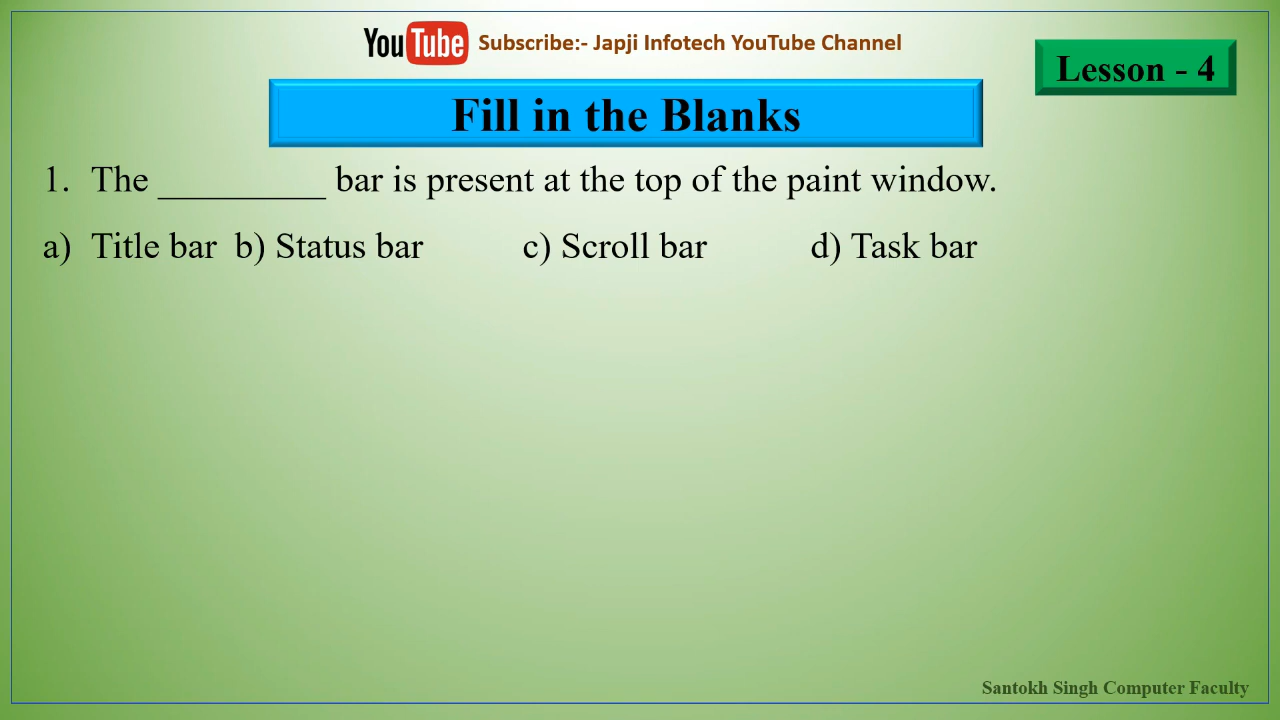 YouTube Subscribe:- Japji Infotech YouTube Channel
Lesson - 4
Fill in the Blanks
1. The _________ bar is present at the top of the paint window.
a) Title bar b) Status bar c) Scroll bar d) Task bar
Santokh Singh Computer Faculty